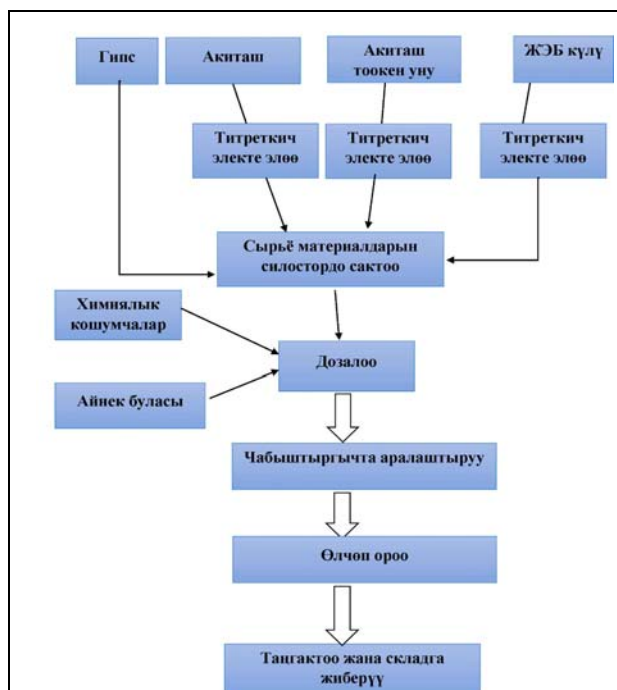 Гипс
Акиташ
Акиташ
тоокен уну
ЖЭБ күлү
Титреткич
электе элөө
Титреткич
электе элөө
Титреткич
электе элөө
Сырьё материалдарын
силостордо сактоо
Химиялык
кошумчалар
Дозалоо
Айнек буласы
Чабыштыргычта аралаштыруу
Өлчөп ороо
Таңгактоо жана складга
жиберүү